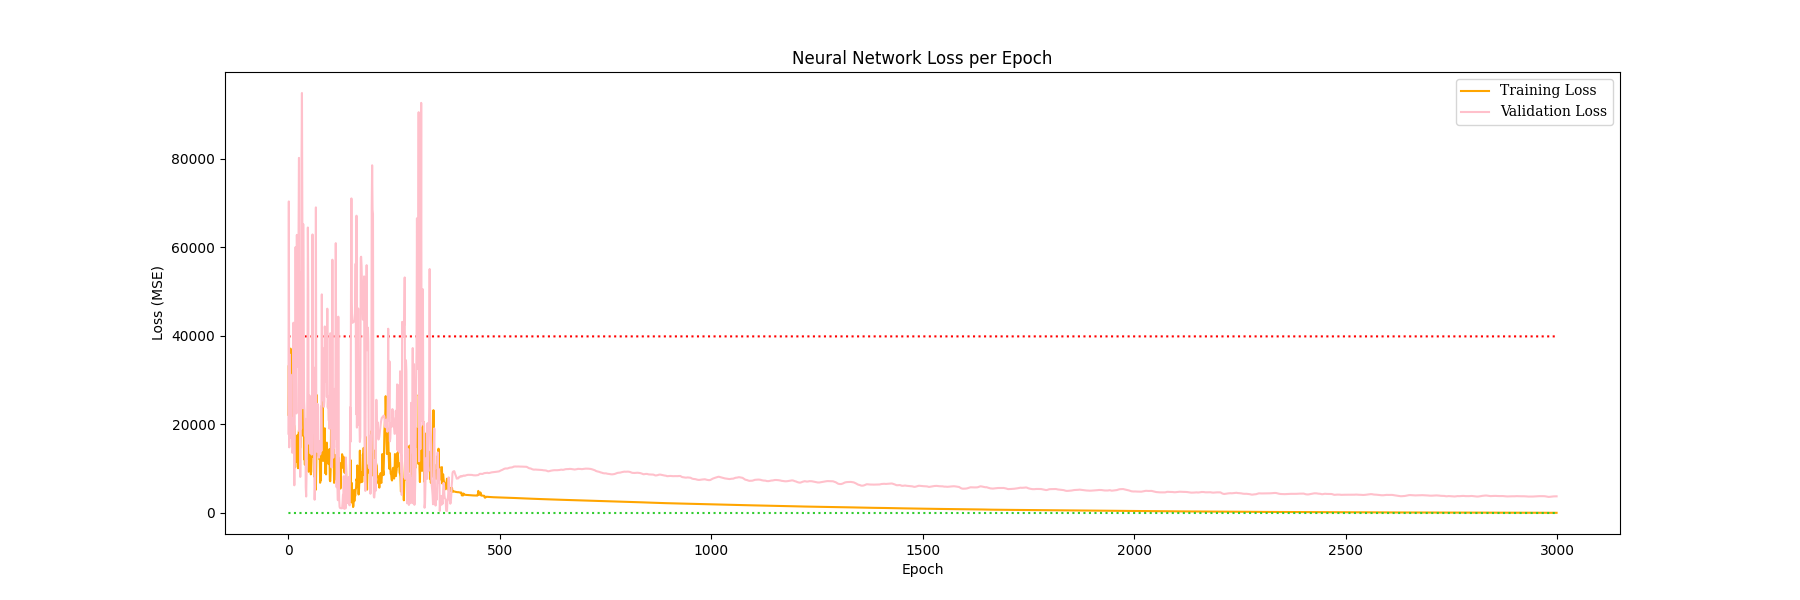 Neural Network Loss per Epoch
Training Loss
Validation Loss
80000
60000
40000
20000
0
Loss (MSE)
0 500 1000 1500 2000 2500 3000
Epoch